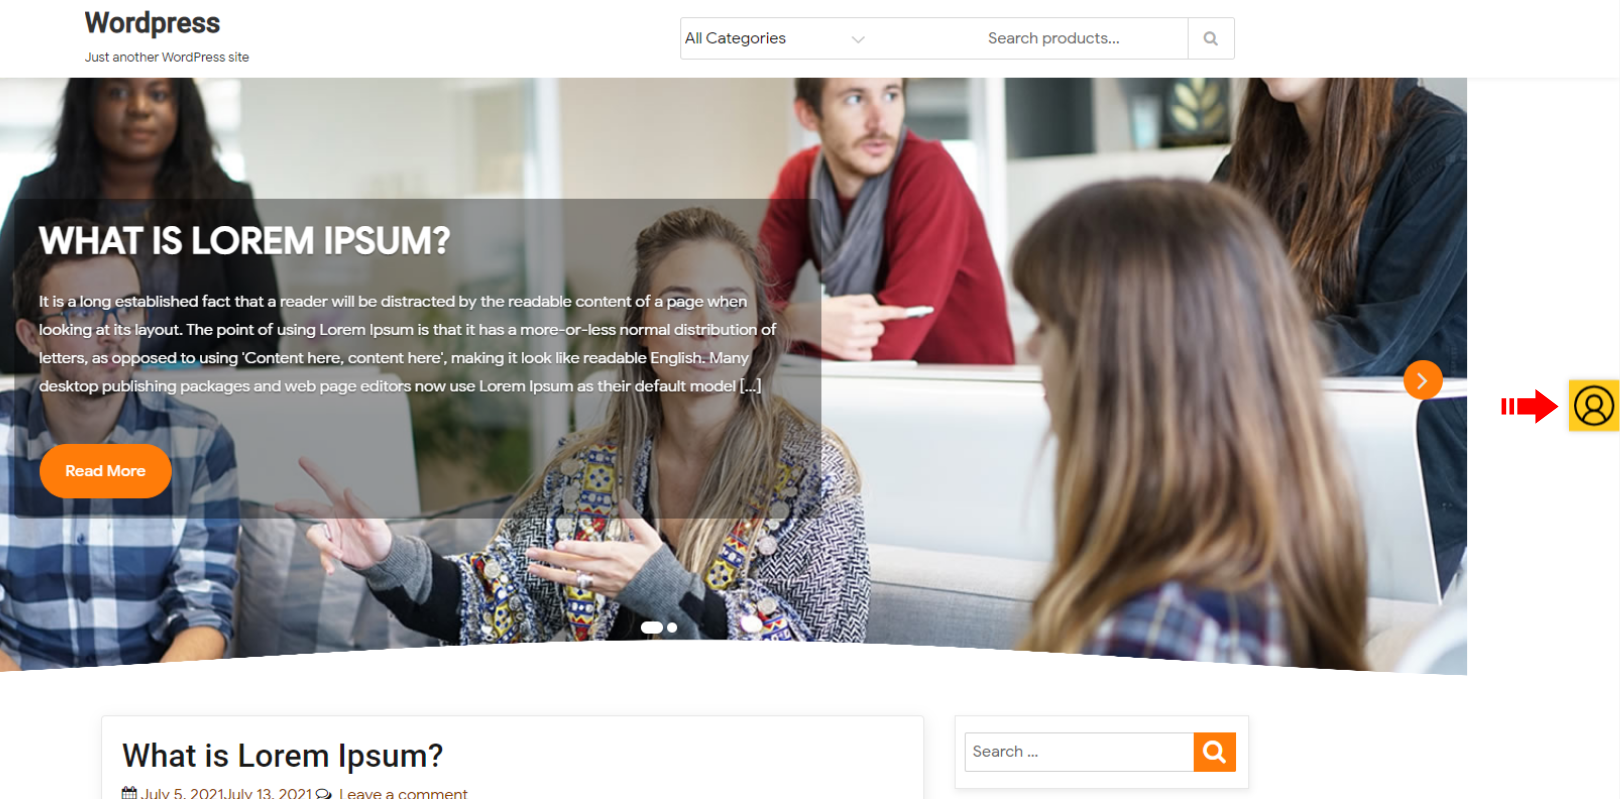 Wordpress
Just another WordPress site
All Categories
Search products...
WHAT IS LOREM IPSUM?
It is a long established fact that a reader will be distracted by the readable content of a page when
looking at its layout. The point of using Lorem Ipsum is that it has a more-or-less normal distribution of
letters, as opposed to using 'Content here, content here', making it look like readable English. Many
desktop publishing packages and web page editors now use Lorem Ipsum as their default model [...]
Read More
What is Lorem Ipsum?
July 5, 2021July 13, 2021 Leave a comment
Search ...